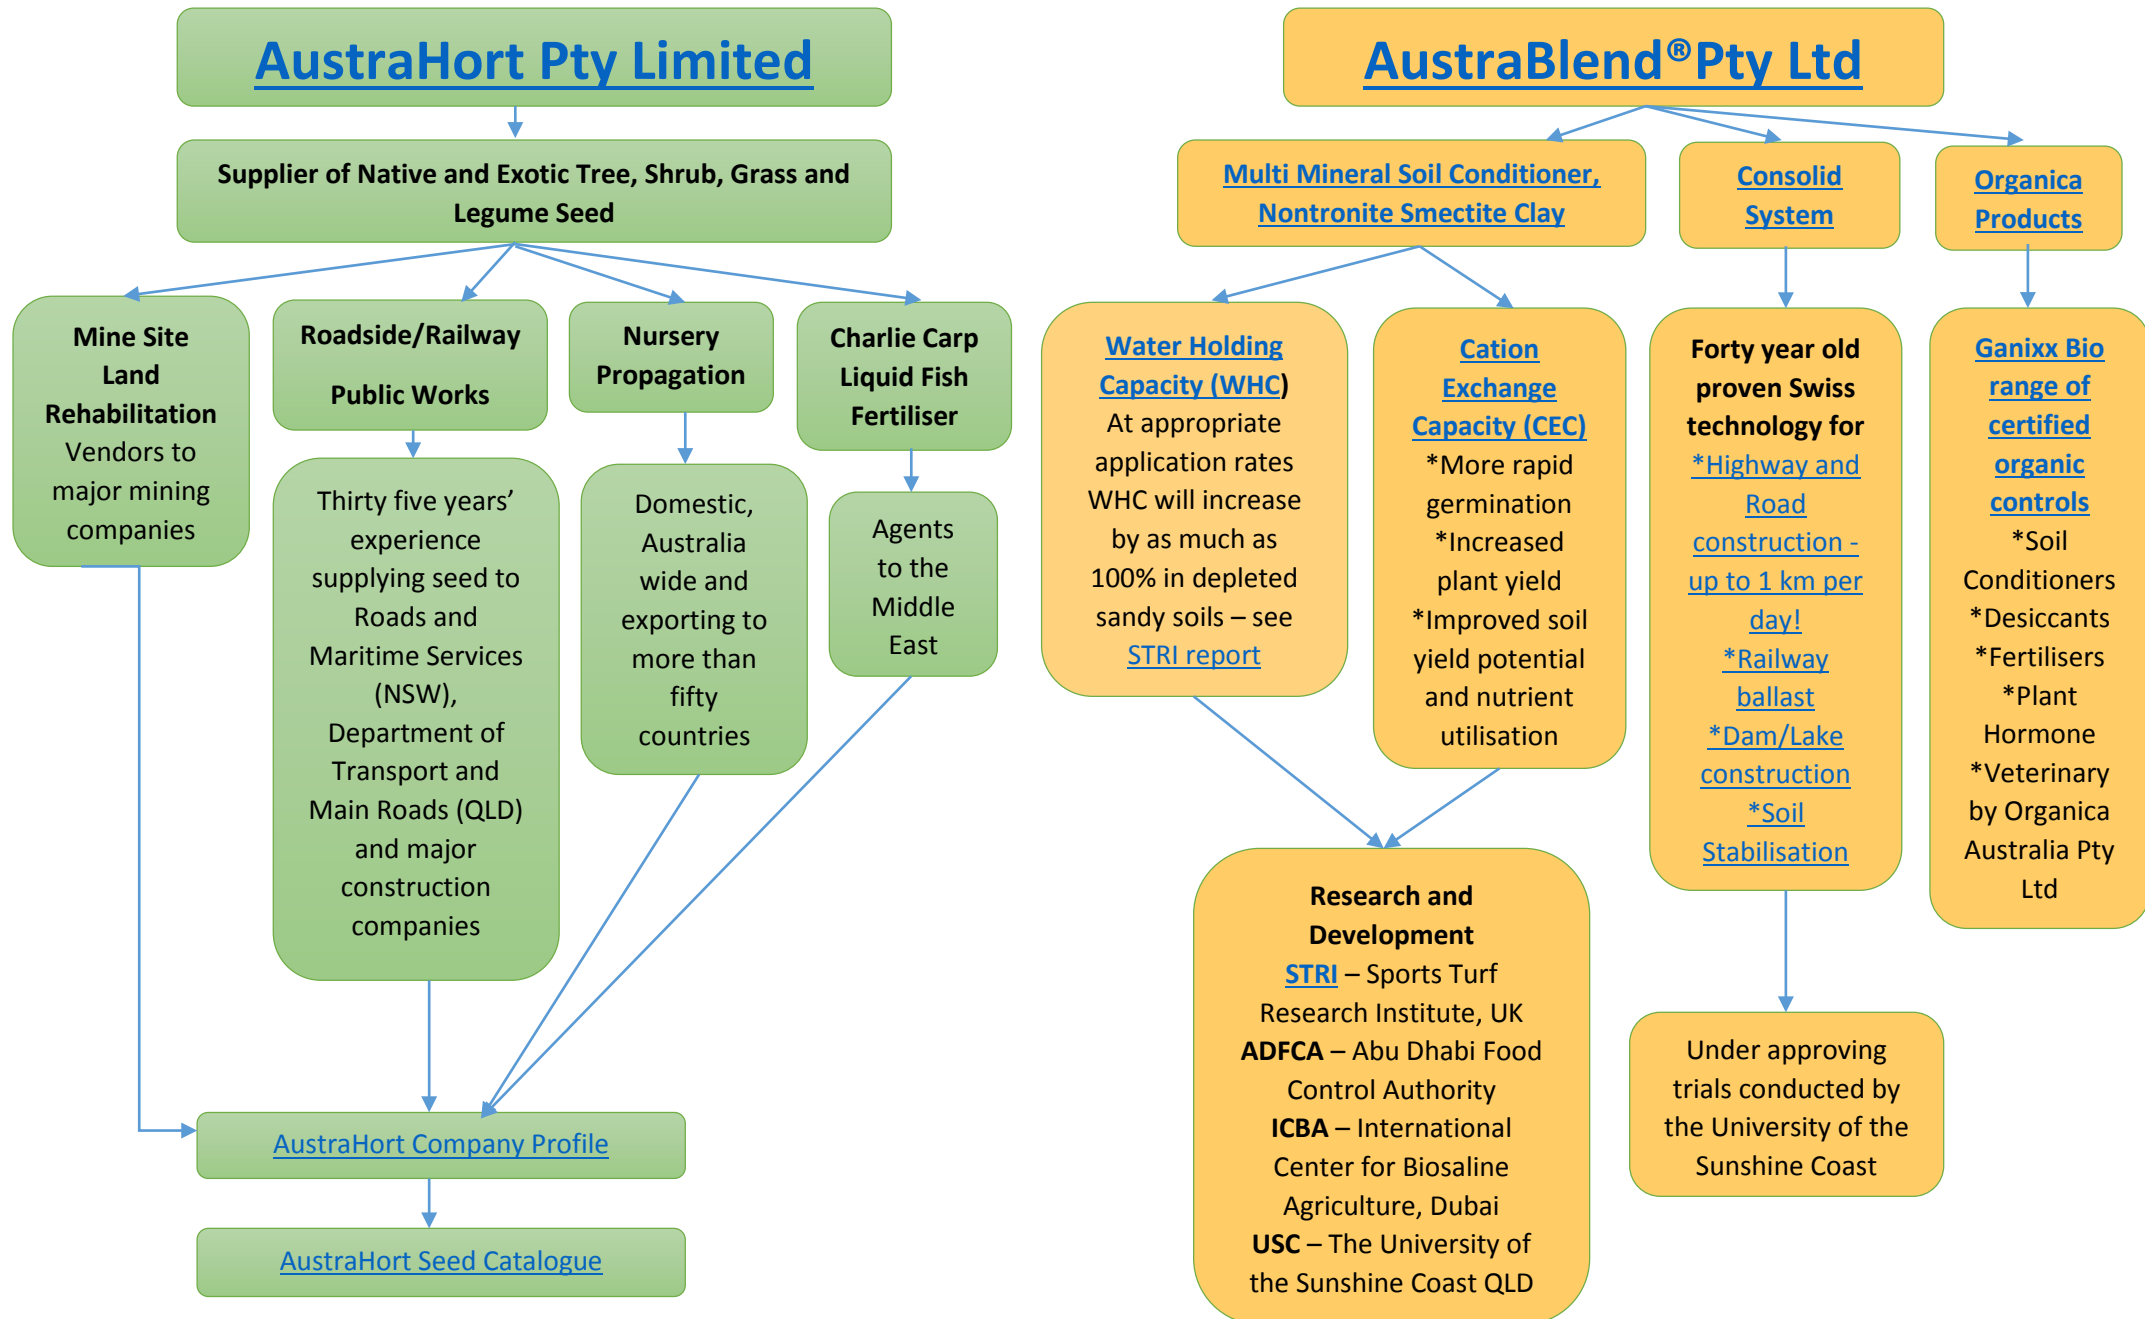 AustraHort Pty Limited
Supplier of Native and Exotic Tree, Shrub, Grass and
Legume Seed
Mine Site
Land
Rehabilitation
Vendors to
major mining
companies
Roadside/Railway
Public Works
Thirty five years’
experience
supplying seed to
Roads and
Maritime Services
(NSW),
Department of
Transport and
Main Roads (QLD)
and major
construction
companies
Nursery
Propagation
Domestic,
Australia
wide and
exporting to
more than
fifty
countries
Charlie Carp
Liquid Fish
Fertiliser
Agents
to the
Middle
East
AustraHort Company Profile
AustraHort Seed Catalogue
AustraBlend®Pty Ltd
Multi Mineral Soil Conditioner,
Nontronite Smectite Clay
Water Holding
Capacity (WHC)
At appropriate
application rates
WHC will increase
by as much as
100% in depleted
sandy soils – see
STRI report
Cation
Exchange
Capacity (CEC)
*More rapid
germination
*Increased
plant yield
*Improved soil
yield potential
and nutrient
utilisation
Research and
Development
STRI – Sports Turf
Research Institute, UK
ADFCA – Abu Dhabi Food
Control Authority
ICBA – International
Center for Biosaline
Agriculture, Dubai
USC – The University of
the Sunshine Coast QLD
Consolid
System
Forty year old
proven Swiss
technology for
*Highway and
Road
construction -
up to 1 km per
day!
*Railway
ballast
*Dam/Lake
construction
*Soil
Stabilisation
Under approving
trials conducted by
the University of the
Sunshine Coast
Organica
Products
Ganixx Bio
range of
certified
organic
controls
*Soil
Conditioners
*Desiccants
*Fertilisers
*Plant
Hormone
*Veterinary
by Organica
Australia Pty
Ltd